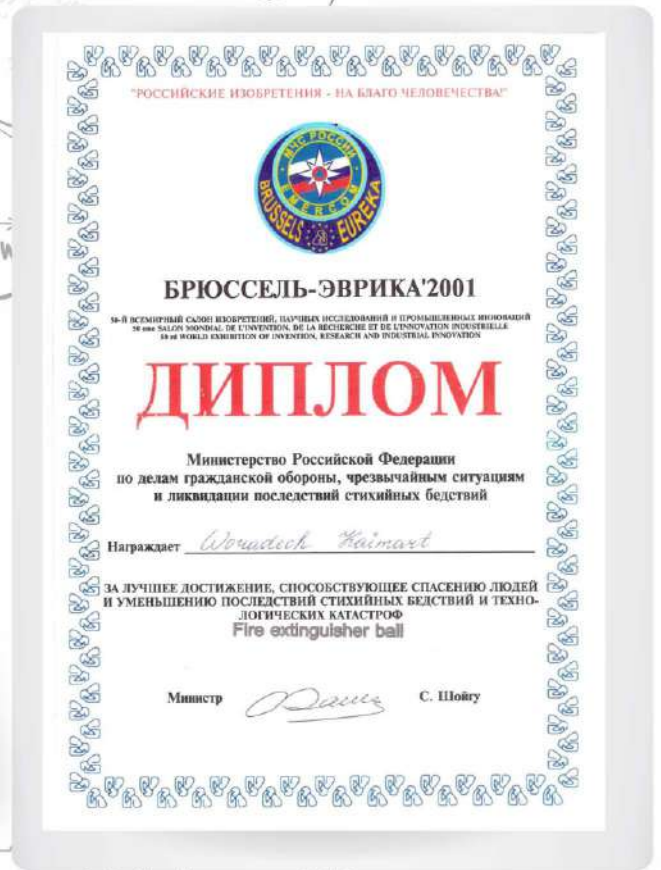 "РОССИЙСКИЕ ИЗОБРЕТЕНИЯ - НА БЛАГО ЧЕЛОВЕЧЕСТВА!"
МЧС РОССИИ
EMERCOM
BRUSSELS EUREKA
БРЮССЕЛЬ-ЭВРИКА'2001
50-Й ВСЕМИРНЫЙ САЛОН ИЗОБРЕТЕНИЙ, НАУЧНЫХ ИССЛЕДОВАНИЙ И ПРОМЫШЛЕННЫХ ИННОВАЦИЙ
50 eme SALON MONDIAL DE L'INVENTION, DE LA RECHERCHE ET DE L'INNOVATION INDUSTRIELLE
50 et WORLD EXHIBITION OF INVENTION, RESEARCH AND INDUSTRIAL INNOVATION
ДИПЛОМ
Министерство Российской Федерации
по делам гражданской обороны, чрезвычайным ситуациям
и ликвидации последствий стихийных бедствий
Награждает Woradech Kaimart
ЗА ЛУЧШЕЕ ДОСТИЖЕНИЕ, СПОСОБСТВУЮЩЕЕ СПАСЕНИЮ ЛЮДЕЙ
И УМЕНЬШЕНИЮ ПОСЛЕДСТВИЙ СТИХИЙНЫХ БЕДСТВИЙ И ТЕХНО-
ЛОГИЧЕСКИХ КАТАСТРОФ
Fire extinguisher ball
Министр С. Шойгу